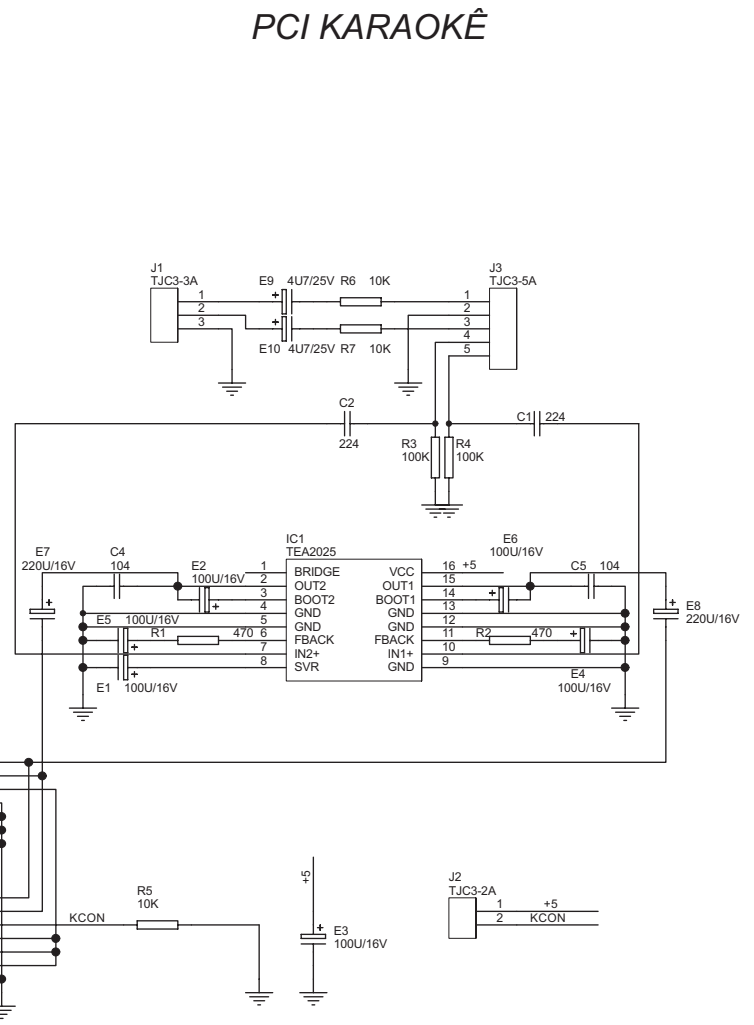 PCI KARAOKÊ
J1
TJC3-3A
1
2
3
E9 4U7/25V R6 10K
+
+
E10 4U7/25V R7 10K
J3
TJC3-5A
1
2
3
4
5
C2
224
C1 224
R3
100K
R4
100K
E7
220U/16V
+
C4
104
E2
100U/16V
+
E5 100U/16V
+
R1 470
E1 100U/16V
+
IC1
TEA2025
1 BRIDGE VCC 16 +5
2 OUT2 OUT1 15
3 BOOT2 BOOT1 14
4 GND GND 13
5 GND GND 12
6 FBACK FBACK 11
7 IN2+ IN1+ 10
8 SVR GND 9
E6
100U/16V
+
C5 104
R2 470
+
E4
100U/16V
+
E8
220U/16V
KCON
R5
10K
+5
+
E3
100U/16V
J2
TJC3-2A
1 +5
2 KCON